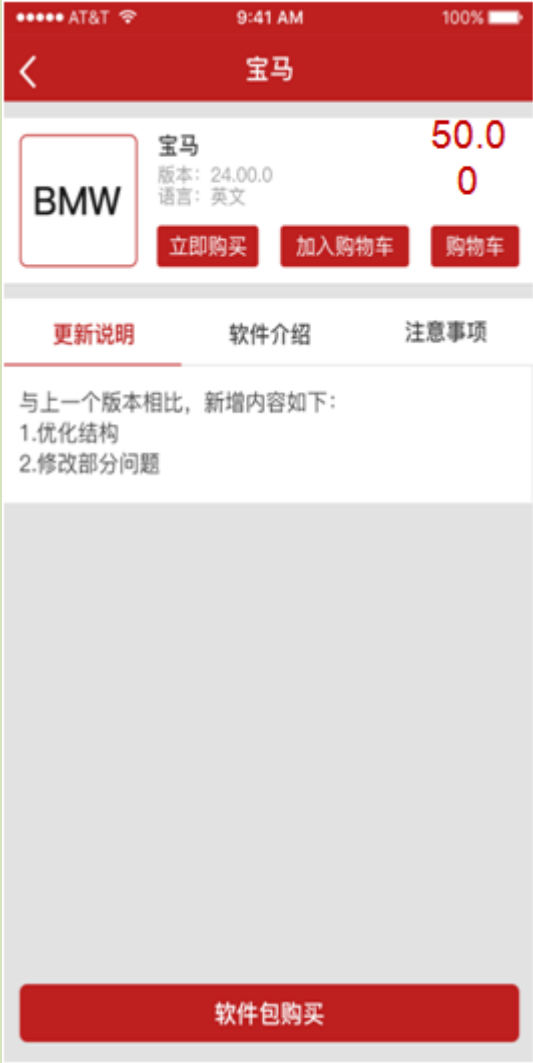 ●●●●● AT&T 9:41 AM 100%
宝马
BMW
宝马
50.0
0
版本：24.00.0
语言：英文
立即购买 加入购物车 购物车
更新说明 软件介绍 注意事项
与上一个版本相比，新增内容如下：
1.优化结构
2.修改部分问题
软件包购买